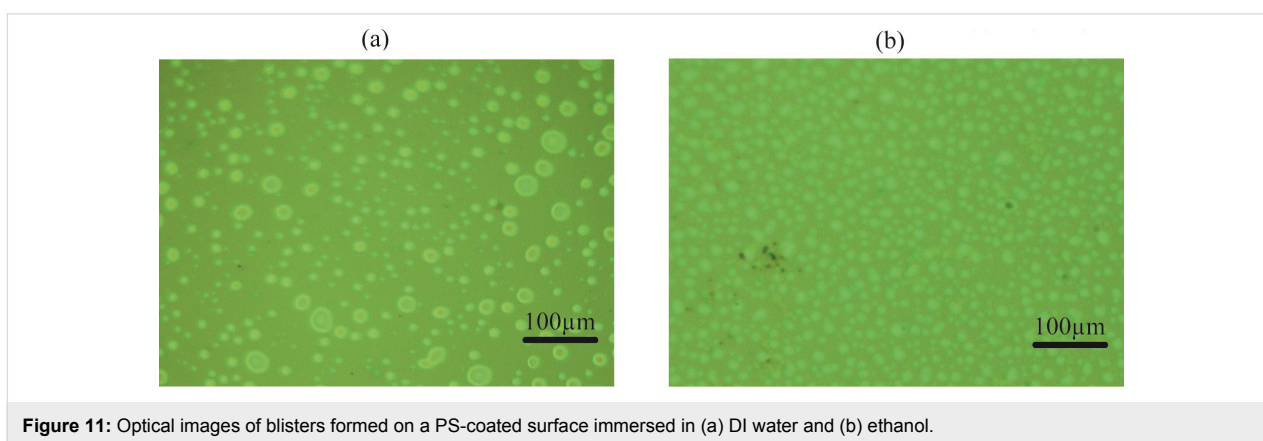 (a)
(b)
100µm
100µm
Figure 11: Optical images of blisters formed on a PS-coated surface immersed in (a) DI water and (b) ethanol.